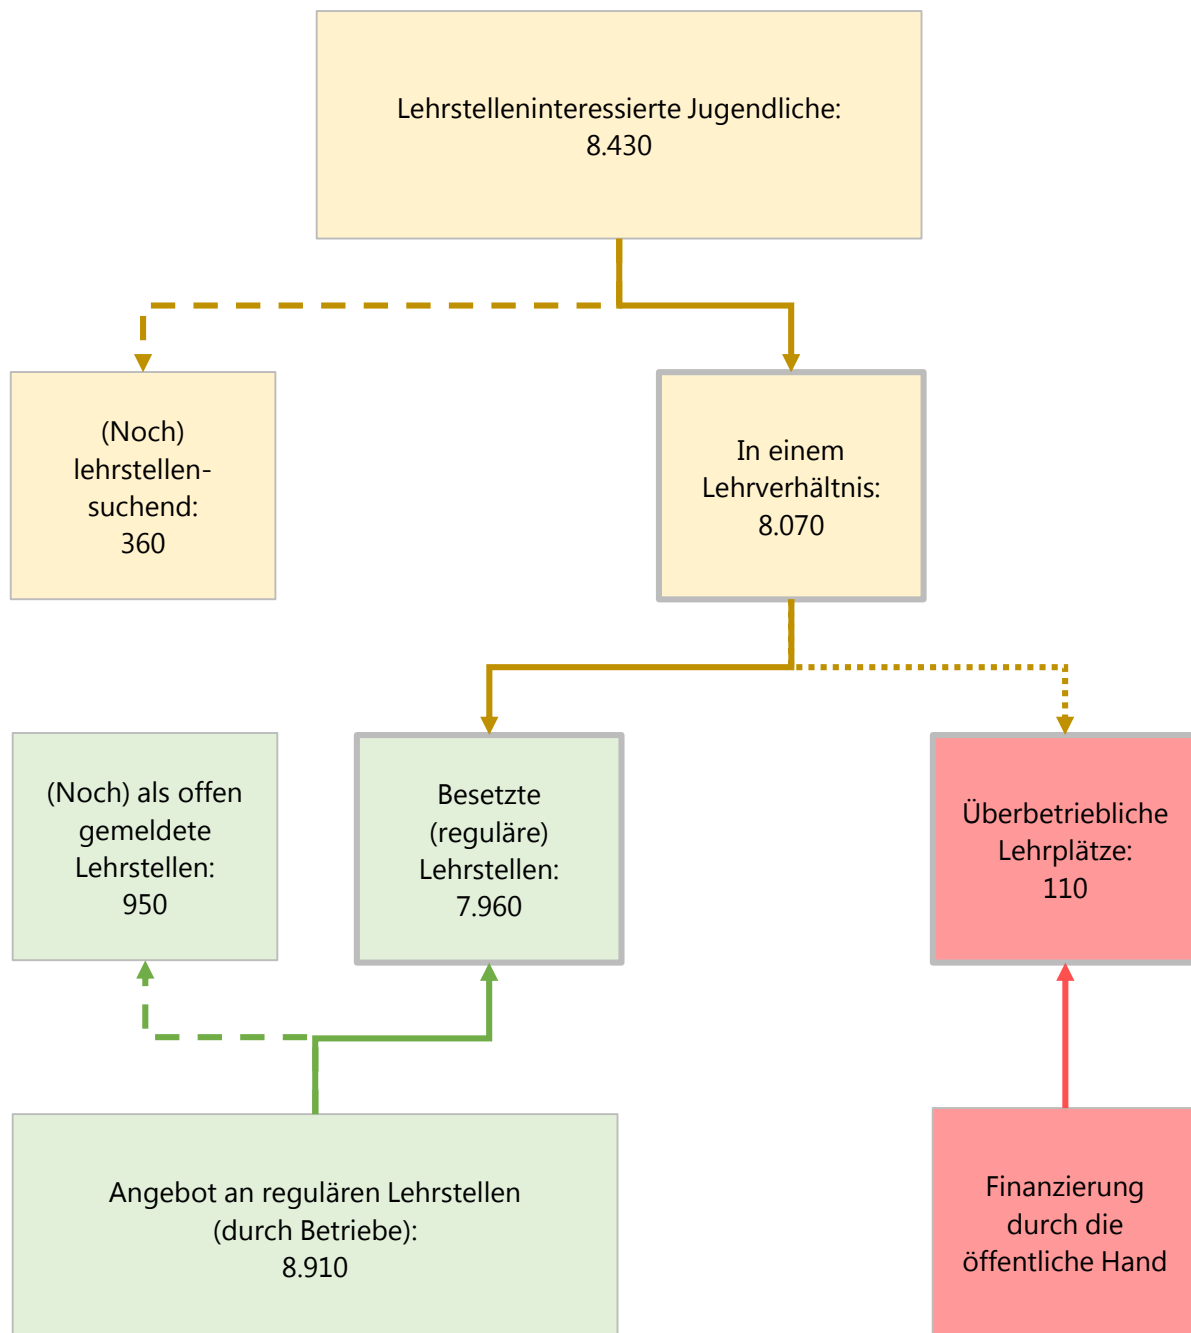 Lehrstelleninteressierte Jugendliche:
8.430
(Noch)
lehrstellen-
suchend:
360
In einem
Lehrverhältnis:
8.070
(Noch) als offen
gemeldete
Lehrstellen:
950
Besetzte
(reguläre)
Lehrstellen:
7.960
Überbetriebliche
Lehrplätze:
110
Angebot an regulären Lehrstellen
(durch Betriebe):
8.910
Finanzierung
durch die
öffentliche Hand